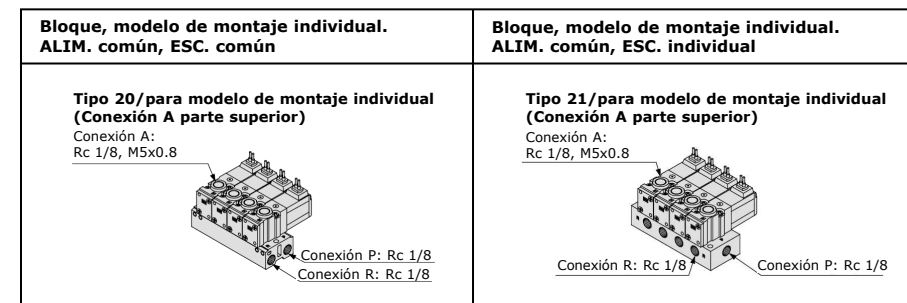 Bloque, modelo de montaje individual.
ALIM. común, ESC. común
Tipo 20/para modelo de montaje individual
(Conexión A parte superior)
Conexión A:
Rc 1/8, M5x0.8
Conexión P: Rc 1/8
Conexión R: Rc 1/8
Bloque, modelo de montaje individual.
ALIM. común, ESC. individual
Tipo 21/para modelo de montaje individual
(Conexión A parte superior)
Conexión A:
Rc 1/8, M5x0.8
Conexión R: Rc 1/8
Conexión P: Rc 1/8